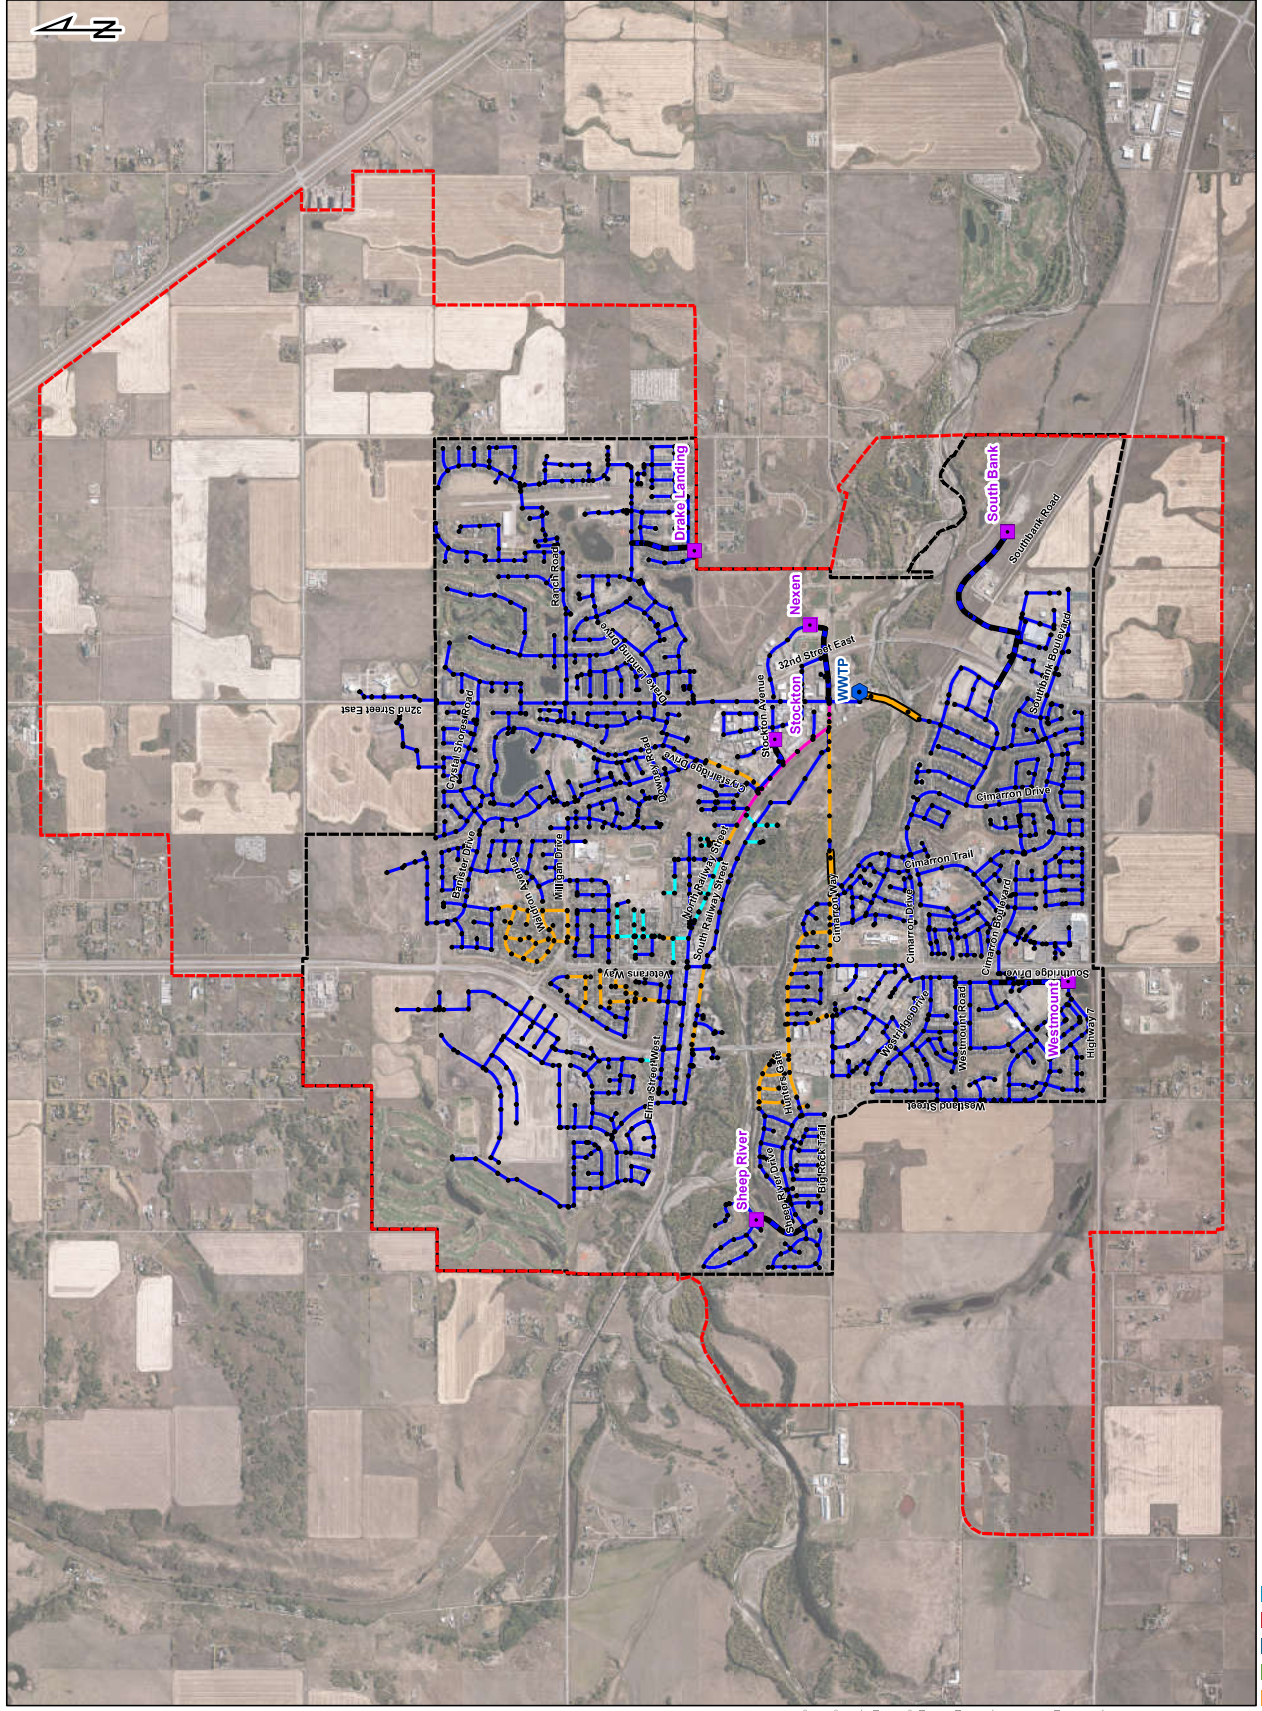 N
Drake Landing
South Bank
Southbank Road
Ranch Road
Nexen
32nd Street East
Drake Landing Drive
WWTP
Stockton
Stockton Avenue
Southbank Boulevard
32nd Street East
Crystal Shores Road
Downey Road
Crystalridge Drive
Cimarron Drive
Banister Drive
Waldron Avenue
Milligan Drive
North Railway Street
South Railway Street
Cimarron Trail
Cimarron Way
Cimarron Drive
Cimarron Boulevard
Veterans Way
Southridge Drive
Westmount
Highway 7
Westridge Drive
Westmount Road
Elma Street West
Hunters Gate
Westland Street
Sheep River
Sheep River Drive
Big Rock Trail